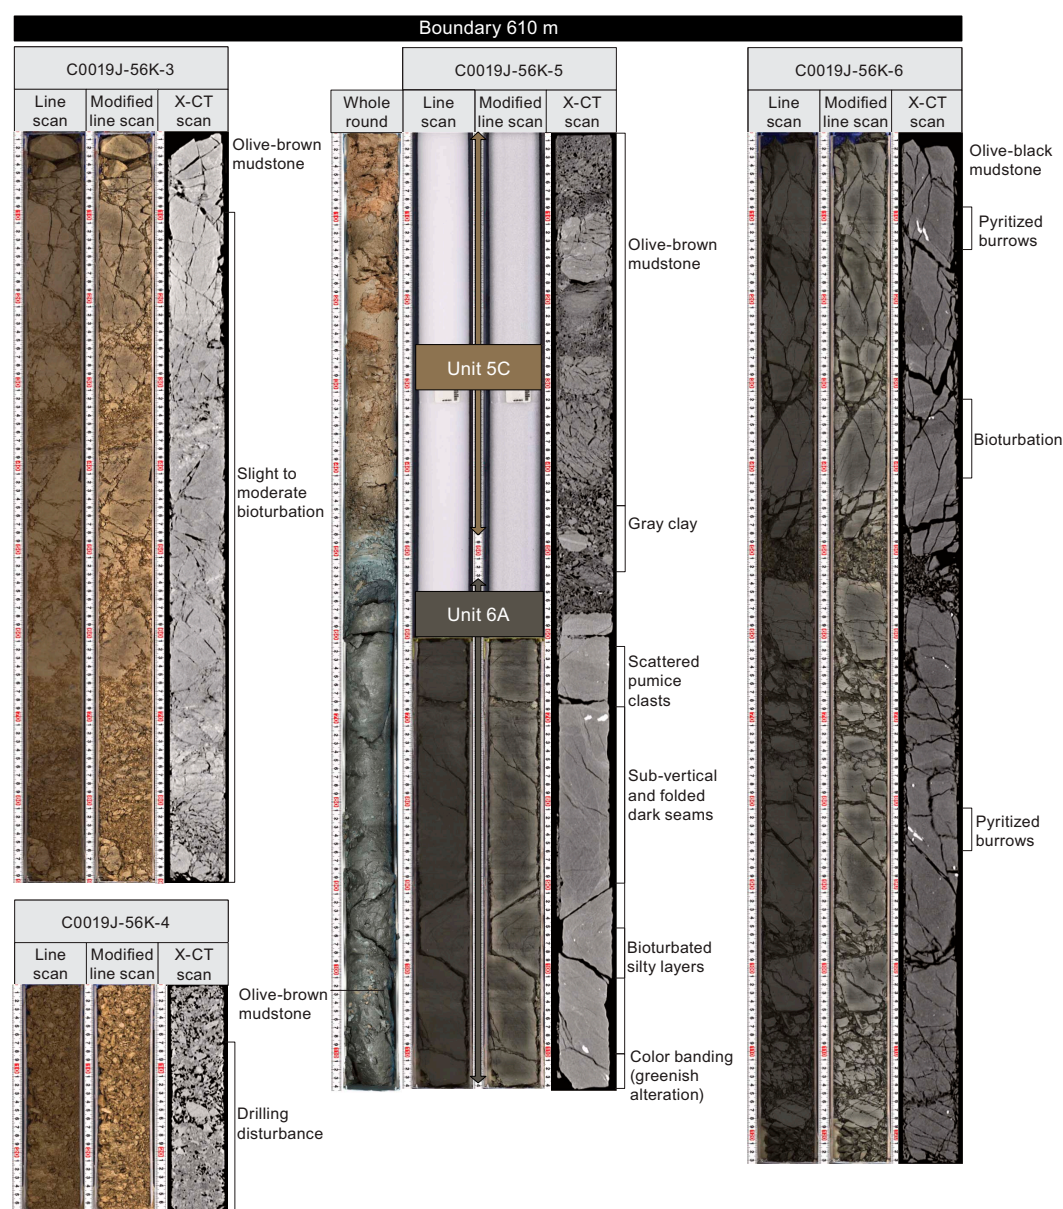 Boundary 610 m
C0019J-56K-3
Line
scan
Modified
line scan
X-CT
scan
Olive-brown
mudstone
Slight to
moderate
bioturbation
C0019J-56K-4
Line
scan
Modified
line scan
X-CT
scan
Drilling
disturbance
C0019J-56K-5
Whole
round
Line
scan
Modified
line scan
X-CT
scan
Olive-brown
mudstone
Unit 5C
Gray clay
Unit 6A
Scattered
pumice
clasts
Sub-vertical
and folded
dark seams
Bioturbated
silty layers
Olive-brown
mudstone
Color banding
(greenish
alteration)
C0019J-56K-6
Line
scan
Modified
line scan
X-CT
scan
Olive-black
mudstone
Pyritized
burrows
Bioturbation
Pyritized
burrows